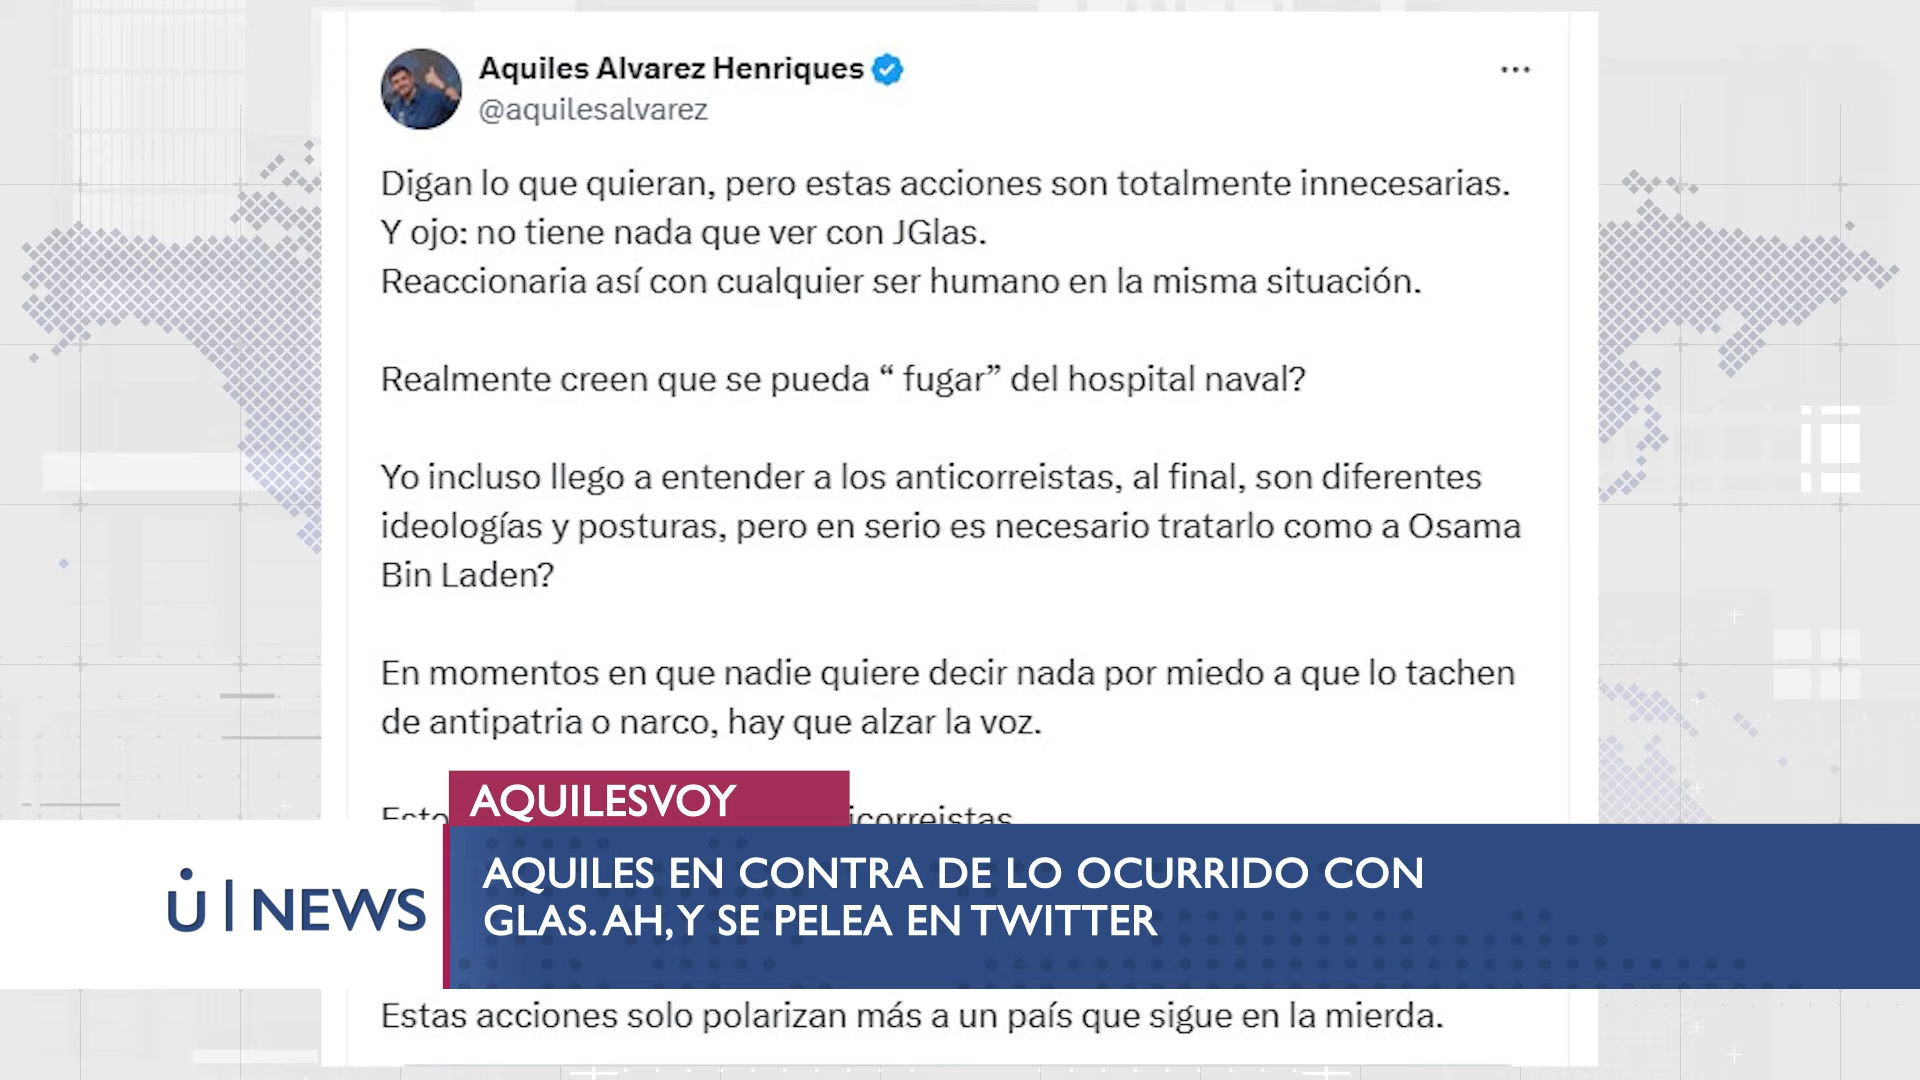 Aquiles Alvarez Henriques
@aquilesalvarez
Digan lo que quieran, pero estas acciones son totalmente innecesarias.
Y ojo: no tiene nada que ver con JGlas.
Reaccionaria así con cualquier ser humano en la misma situación.
Realmente creen que se pueda “ fugar” del hospital naval?
Yo incluso llego a entender a los anticorreistas, al final, son diferentes
ideologías y posturas, pero en serio es necesario tratarlo como a Osama
Bin Laden?
En momentos en que nadie quiere decir nada por miedo a que lo tachen
de antipatria o narco, hay que alzar la voz.
AQUILESVOY
U | NEWS
AQUILES EN CONTRA DE LO OCURRIDO CON
GLAS. AH, Y SE PELEA EN TWITTER
Estas acciones solo polarizan más a un país que sigue en la mierda.